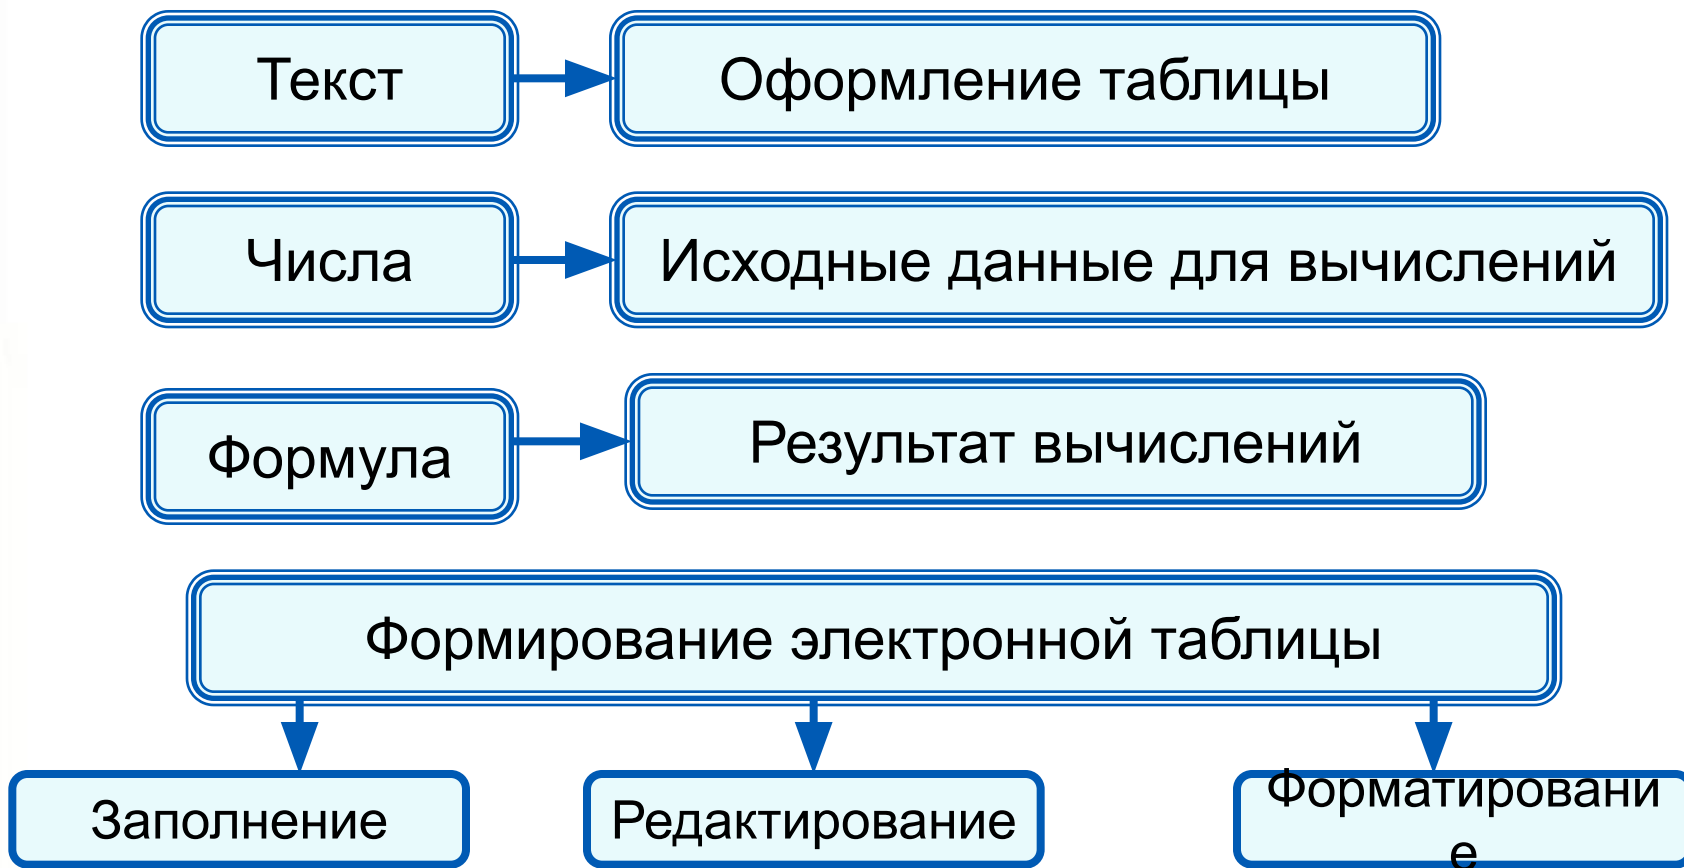 Текст
Оформление таблицы
Числа
Исходные данные для вычислений
Формула
Результат вычислений
Формирование электронной таблицы
Заполнение
Редактирование
Форматировани
е